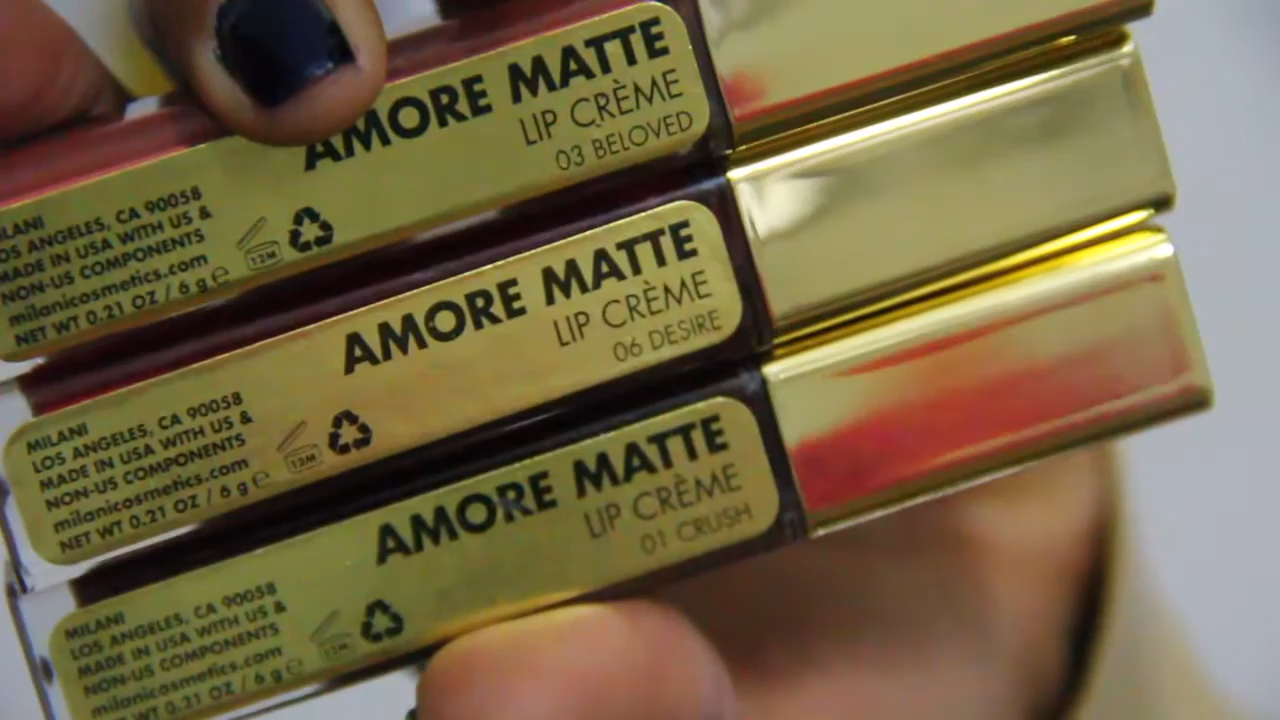 AMORE MATTE
LIP CRÈME
03 BELOVED
MILANI
LOS ANGELES, CA 90058
MADE IN USA WITH US &
NON-US COMPONENTS
milanicosmetics.com
NET WT 0.21 OZ / 6 g e
12M
AMORE MATTE
LIP CRÈME
06 DESIRE
MILANI
LOS ANGELES, CA 90058
MADE IN USA WITH US &
NON-US COMPONENTS
milanicosmetics.com
NET WT 0.21 OZ / 6 g e
12M
AMORE MATTE
LIP CRÈME
01 CRUSH
MILANI
LOS ANGELES, CA 90058
MADE IN USA WITH US &
NON-US COMPONENTS
milanicosmetics.com
WT 0.21 OZ / 6 g e
12M